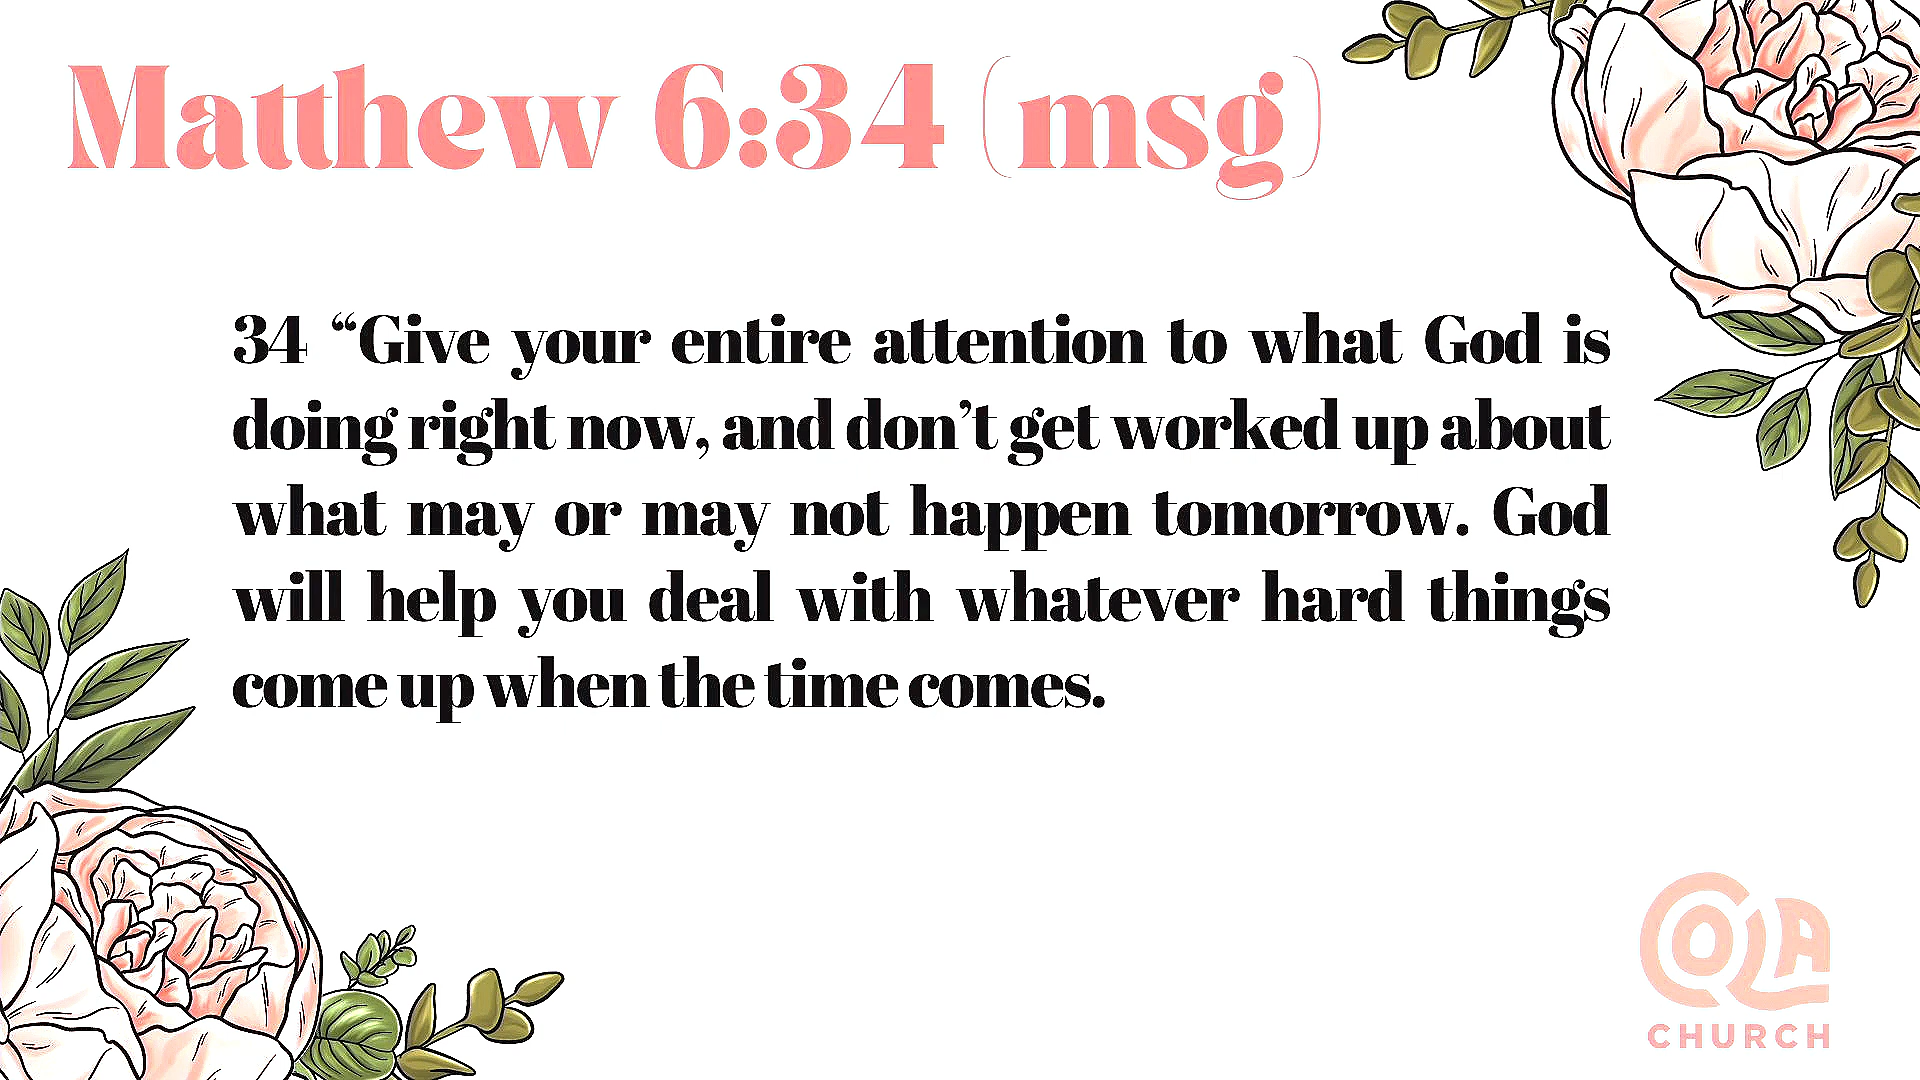 Matthew 6:34 (msg)
34 “Give your entire attention to what God is
doing right now, and don’t get worked up about
what may or may not happen tomorrow. God
will help you deal with whatever hard things
come up when the time comes.
COLA
CHURCH